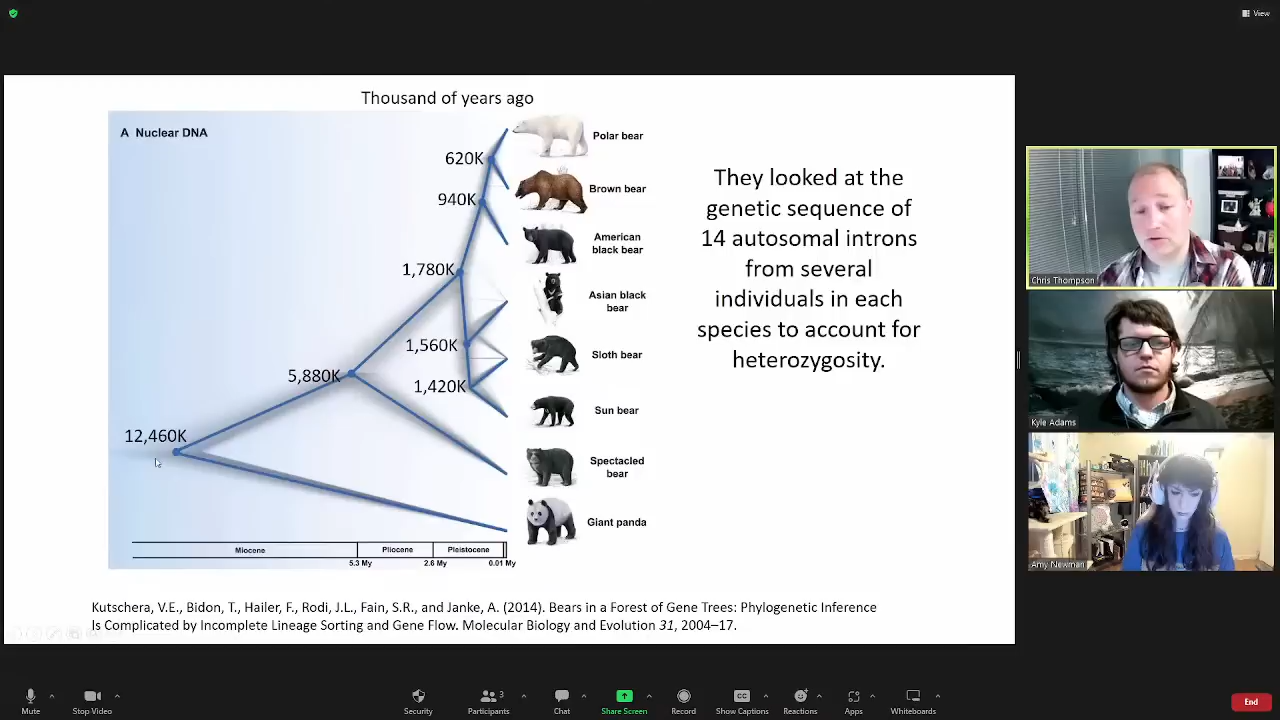 View
Thousand of years ago
A Nuclear DNA
Polar bear
620K
Brown bear
940K
American
black bear
1,780K
Asian black
bear
1,560K
Sloth bear
1,420K
5,880K
Sun bear
12,460K
Spectacled
bear
Giant panda
Miocene
Pliocene
Pleistocene
5.3 My
2.6 My
0.01 My
They looked at the
genetic sequence of
14 autosomal introns
from several
individuals in each
species to account for
heterozygosity.
Kutschera, V.E., Bidon, T., Hailer, F., Rodi, J.L., Fain, S.R., and Janke, A. (2014). Bears in a Forest of Gene Trees: Phylogenetic Inference
Is Complicated by Incomplete Lineage Sorting and Gene Flow. Molecular Biology and Evolution 31, 2004–17.
Chris Thompson
Kyle Adams
Amy Newman
Mute
Stop Video
Security
Participants
3
Chat
Share Screen
Record
CC
Show Captions
Reactions
Apps
Whiteboards
End